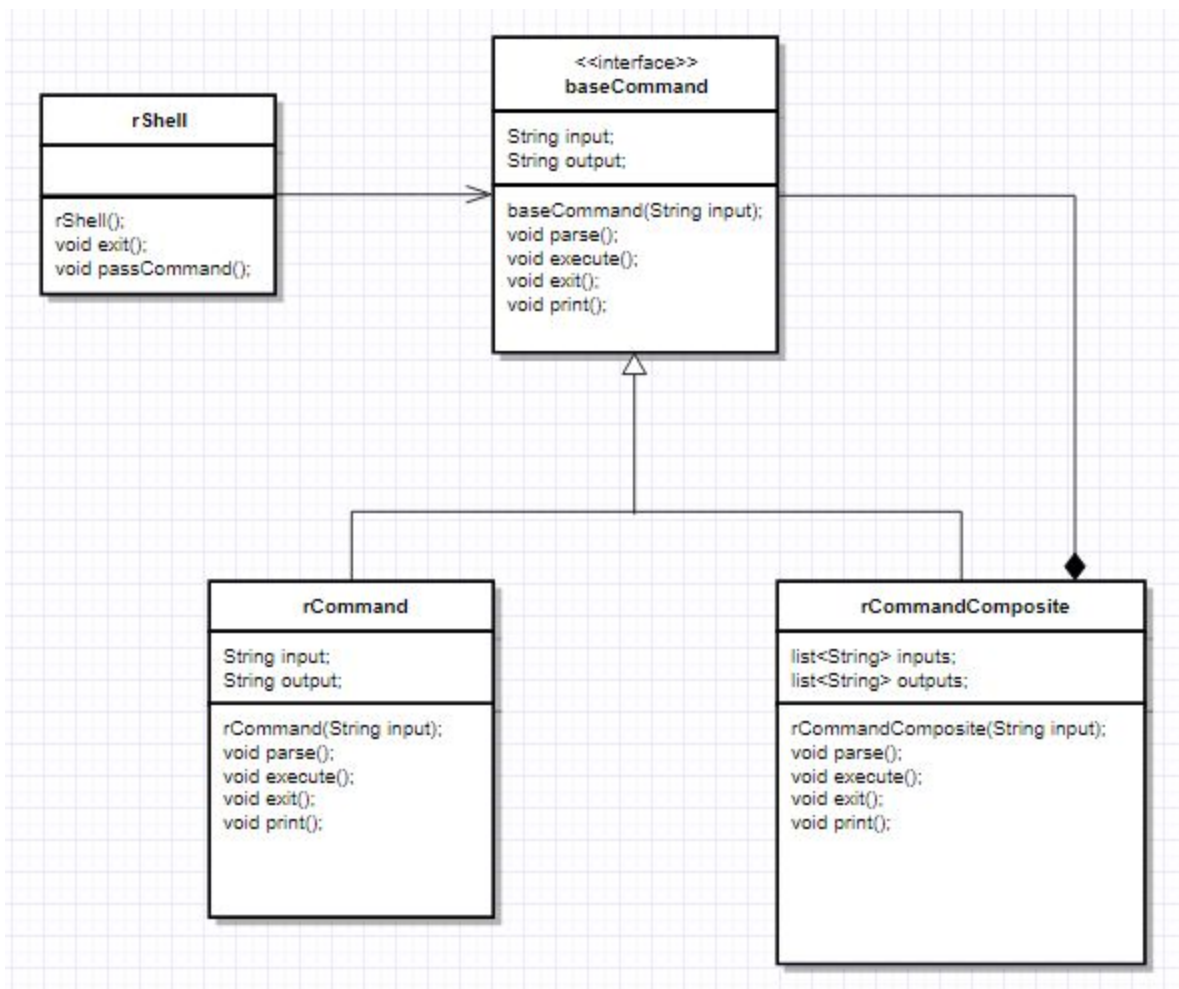 rShell
rShell();
void exit();
void passCommand();
<<interface>>
baseCommand
String input;
String output;
baseCommand(String input);
void parse();
void execute();
void exit();
void print();
rCommand
String input;
String output;
rCommand(String input);
void parse();
void execute();
void exit();
void print();
rCommandComposite
list<String> inputs;
list<String> outputs;
rCommandComposite(String input);
void parse();
void execute();
void exit();
void print();